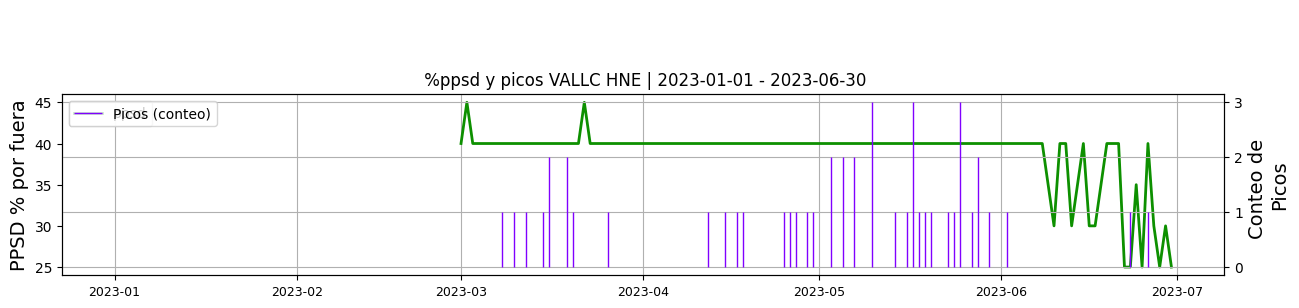 %ppsd y picos VALLC HNE | 2023-01-01 - 2023-06-30
PPSD % por fuera
45
40
35
30
25
Picos (conteo)
3
2
1
0
Conteo de
Picos
2023-01 2023-02 2023-03 2023-04 2023-05 2023-06 2023-07